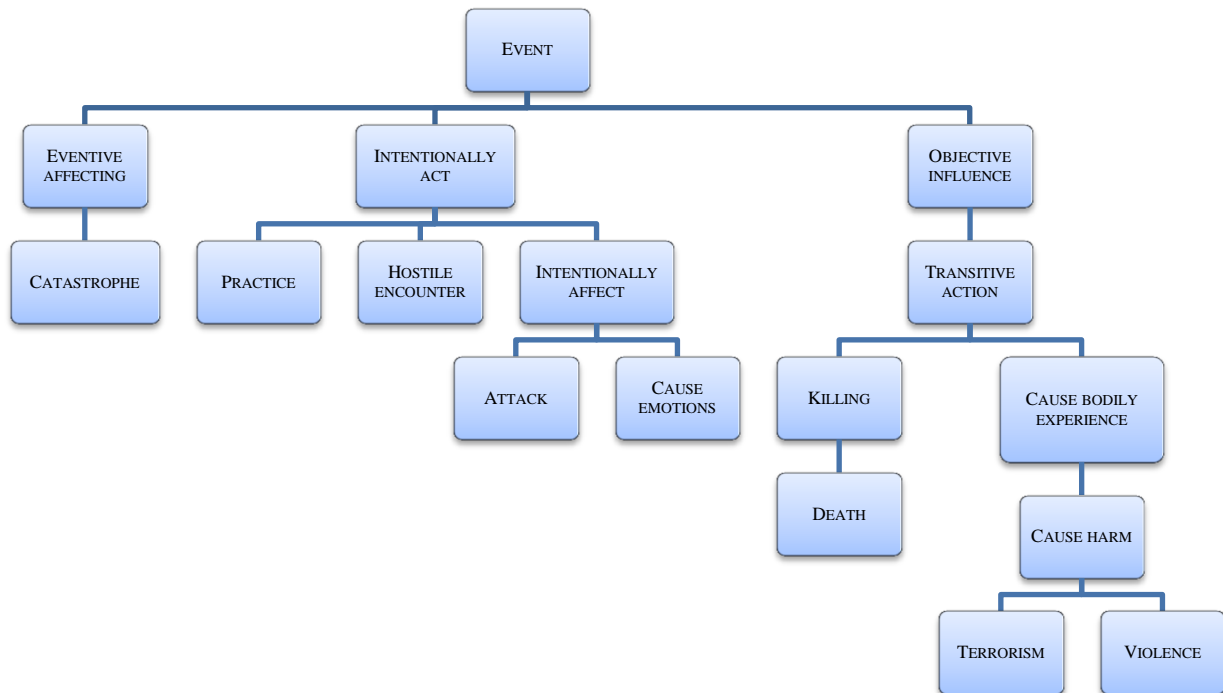 EVENT
EVENTIVE
AFFECTING
INTENTIONALLY
ACT
OBJECTIVE
INFLUENCE
CATASTROPHE
PRACTICE
HOSTILE
ENCOUNTER
INTENTIONALLY
AFFECT
TRANSITIVE
ACTION
ATTACK
CAUSE
EMOTIONS
KILLING
CAUSE BODILY
EXPERIENCE
DEATH
CAUSE HARM
TERRORISM
VIOLENCE